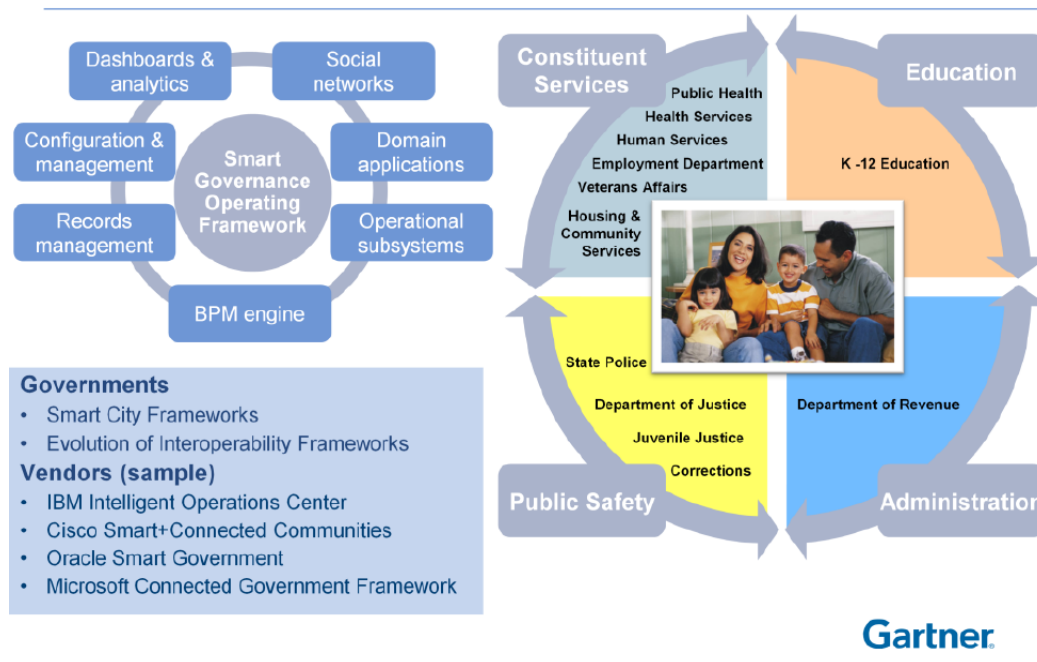 Dashboards &
analytics
Social
networks
Configuration &
management
Domain
applications
Smart
Governance
Operating
Framework
Records
management
Operational
subsystems
BPM engine
Governments
• Smart City Frameworks
• Evolution of Interoperability Frameworks
Vendors (sample)
• IBM Intelligent Operations Center
• Cisco Smart+Connected Communities
• Oracle Smart Government
• Microsoft Connected Government Framework
Constituent
Services
Public Health
Health Services
Human Services
Employment Department
Veterans Affairs
Housing &
Community
Services
Education
K -12 Education
State Police
Department of Justice
Juvenile Justice
Corrections
Public Safety
Department of Revenue
Administration
Gartner